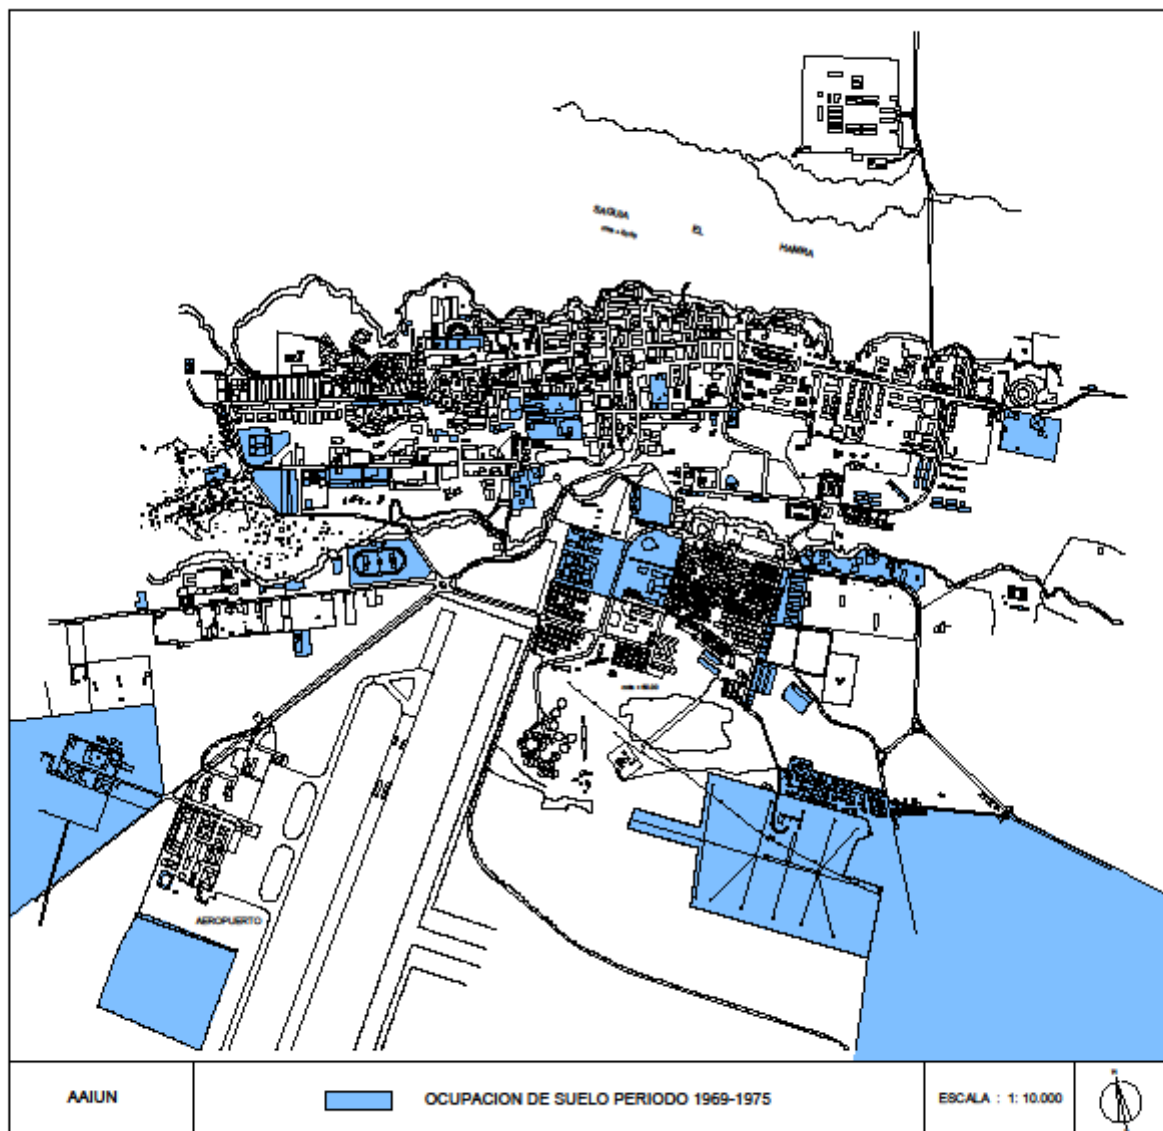 SAGUIA
EL
HAMRA
AEROPUERTO
AAIUN
OCUPACION DE SUELO PERIODO 1969-1975
ESCALA : 1: 10.000
N